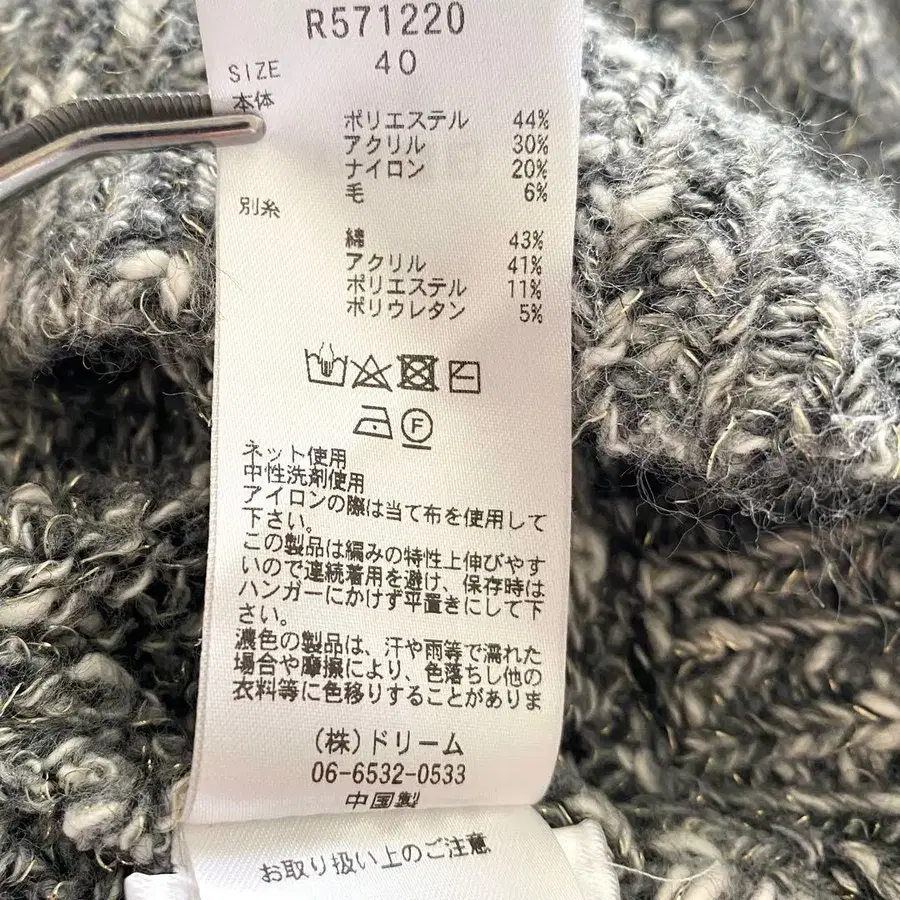 R571220
SIZE 40
本体
ポリエステル 44%
アクリル 30%
ナイロン 20%
毛 6%
別糸
綿 43%
アクリル 41%
ポリエステル 11%
ポリウレタン 5%
F
ネット使用
中性洗剤使用
アイロンの際は当て布を使用して
下さい。
この製品は編みの特性上伸びやす
いので連続着用を避け、保存時は
ハンガーにかけず平置きにして下
さい。
濃色の製品は、汗や雨等で濡れた
場合や摩擦により、色落ちし他の
衣料等に色移りすることがありま
(株)ドリーム
06-6532-0533
中国製
お取り扱い上のご注意